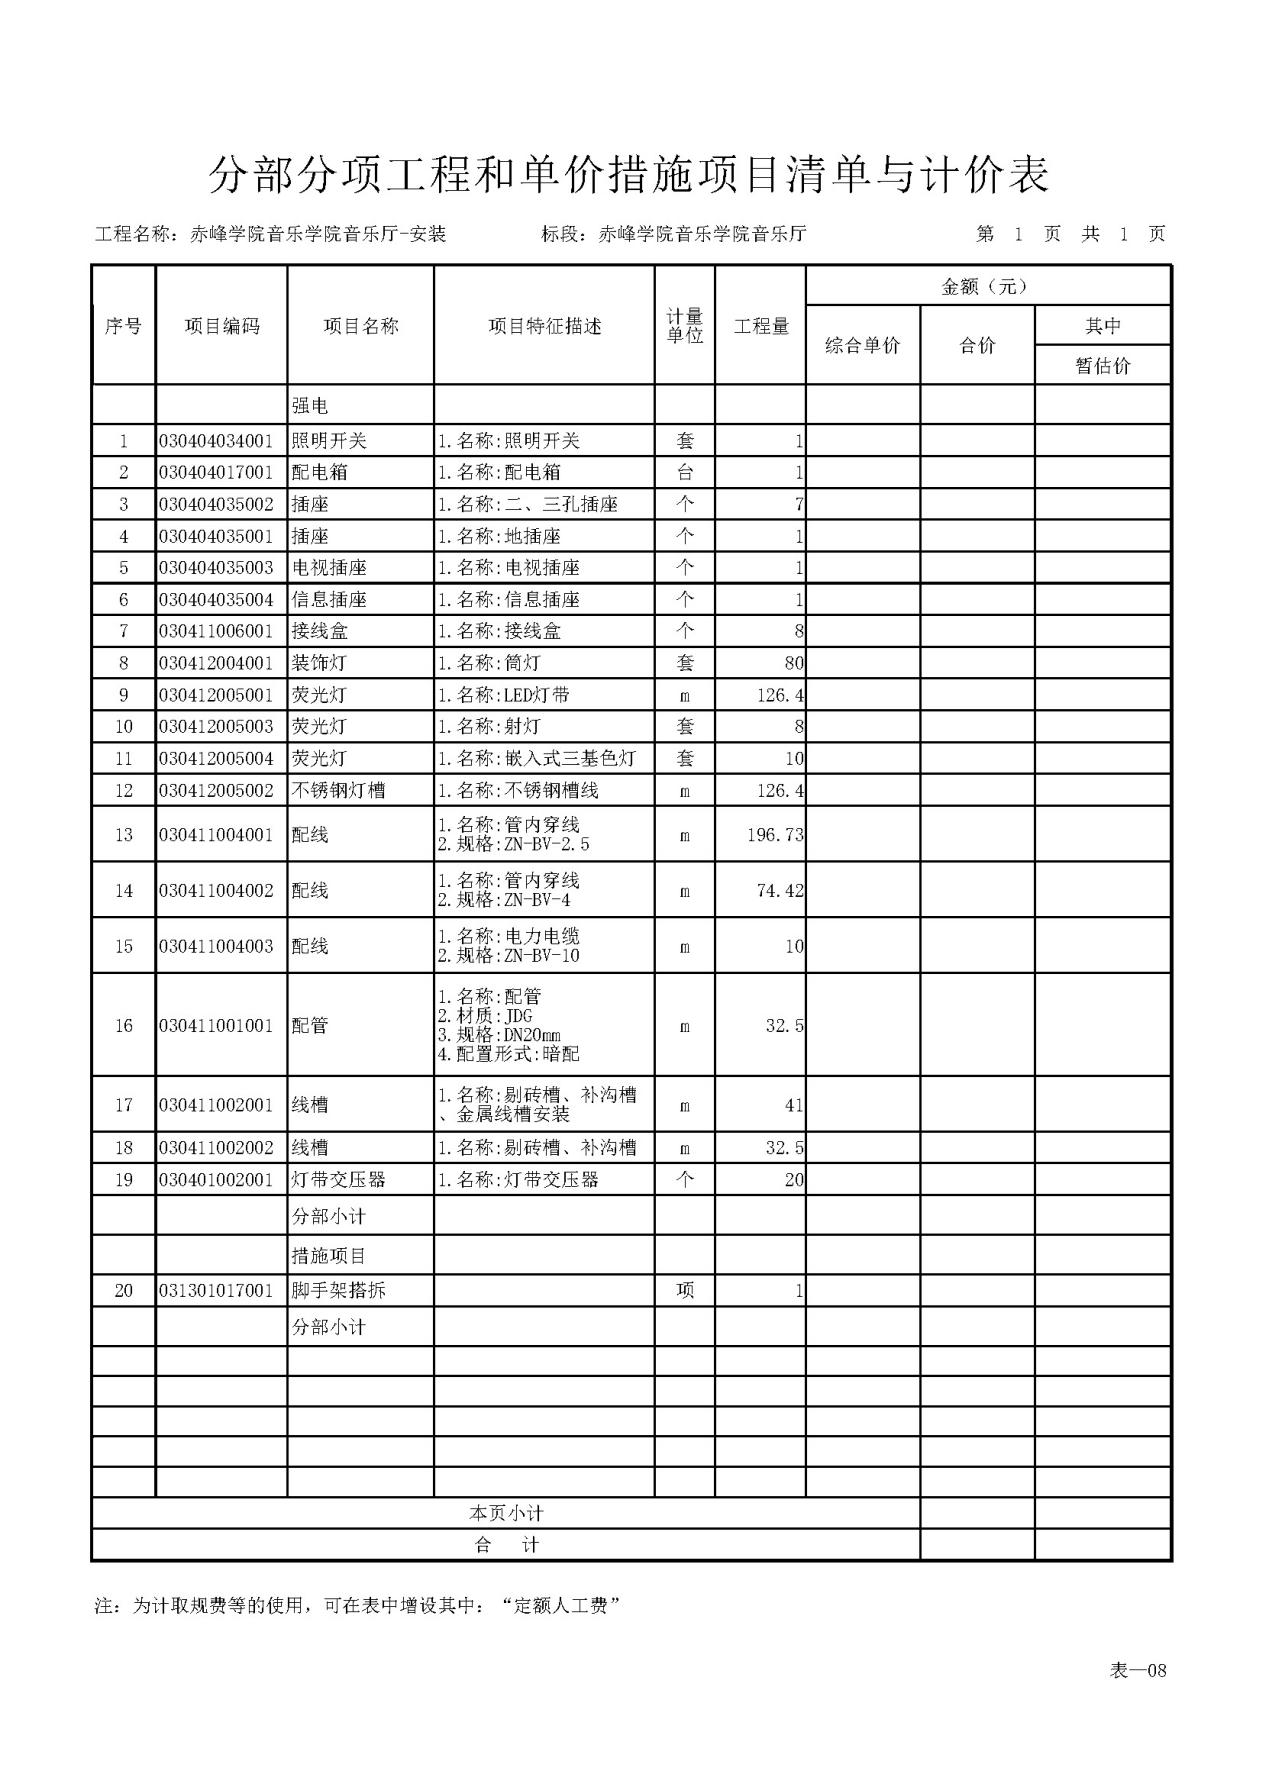 分部分项工程和单价措施项目清单与计价表
工程名称：赤峰学院音乐学院音乐厅-安装 标段：赤峰学院音乐学院音乐厅 第 1 页 共 1 页
序号 项目编码 项目名称 项目特征描述 计量单位 工程量 金额（元）
综合单价 合价 其中
暂估价
强电
1 030404034001 照明开关 1.名称:照明开关 套 1
2 030404017001 配电箱 1.名称:配电箱 台 1
3 030404035002 插座 1.名称:二、三孔插座 个 7
4 030404035001 插座 1.名称:地插座 个 1
5 030404035003 电视插座 1.名称:电视插座 个 1
6 030404035004 信息插座 1.名称:信息插座 个 1
7 030411006001 接线盒 1.名称:接线盒 个 8
8 030412004001 装饰灯 1.名称:筒灯 套 80
9 030412005001 荧光灯 1.名称:LED灯带 m 126.4
10 030412005003 荧光灯 1.名称:射灯 套 8
11 030412005004 荧光灯 1.名称:嵌入式三基色灯 套 10
12 030412005002 不锈钢灯槽 1.名称:不锈钢槽线 m 126.4
13 030411004001 配线 1.名称:管内穿线
2.规格:ZN-BV-2.5 m 196.73
14 030411004002 配线 1.名称:管内穿线
2.规格:ZN-BV-4 m 74.42
15 030411004003 配线 1.名称:电力电缆
2.规格:ZN-BV-10 m 10
16 030411001001 配管 1.名称:配管
2.材质:JDG
3.规格:DN20mm
4.配置形式:暗配 m 32.5
17 030411002001 线槽 1.名称:剔砖槽、补沟槽
、金属线槽安装 m 41
18 030411002002 线槽 1.名称:剔砖槽、补沟槽 m 32.5
19 030401002001 灯带交压器 1.名称:灯带交压器 个 20
分部小计
措施项目
20 031301017001 脚手架搭拆 项 1
分部小计
本页小计
合 计
注：为计取规费等的使用，可在表中增设其中：“定额人工费”
表—08